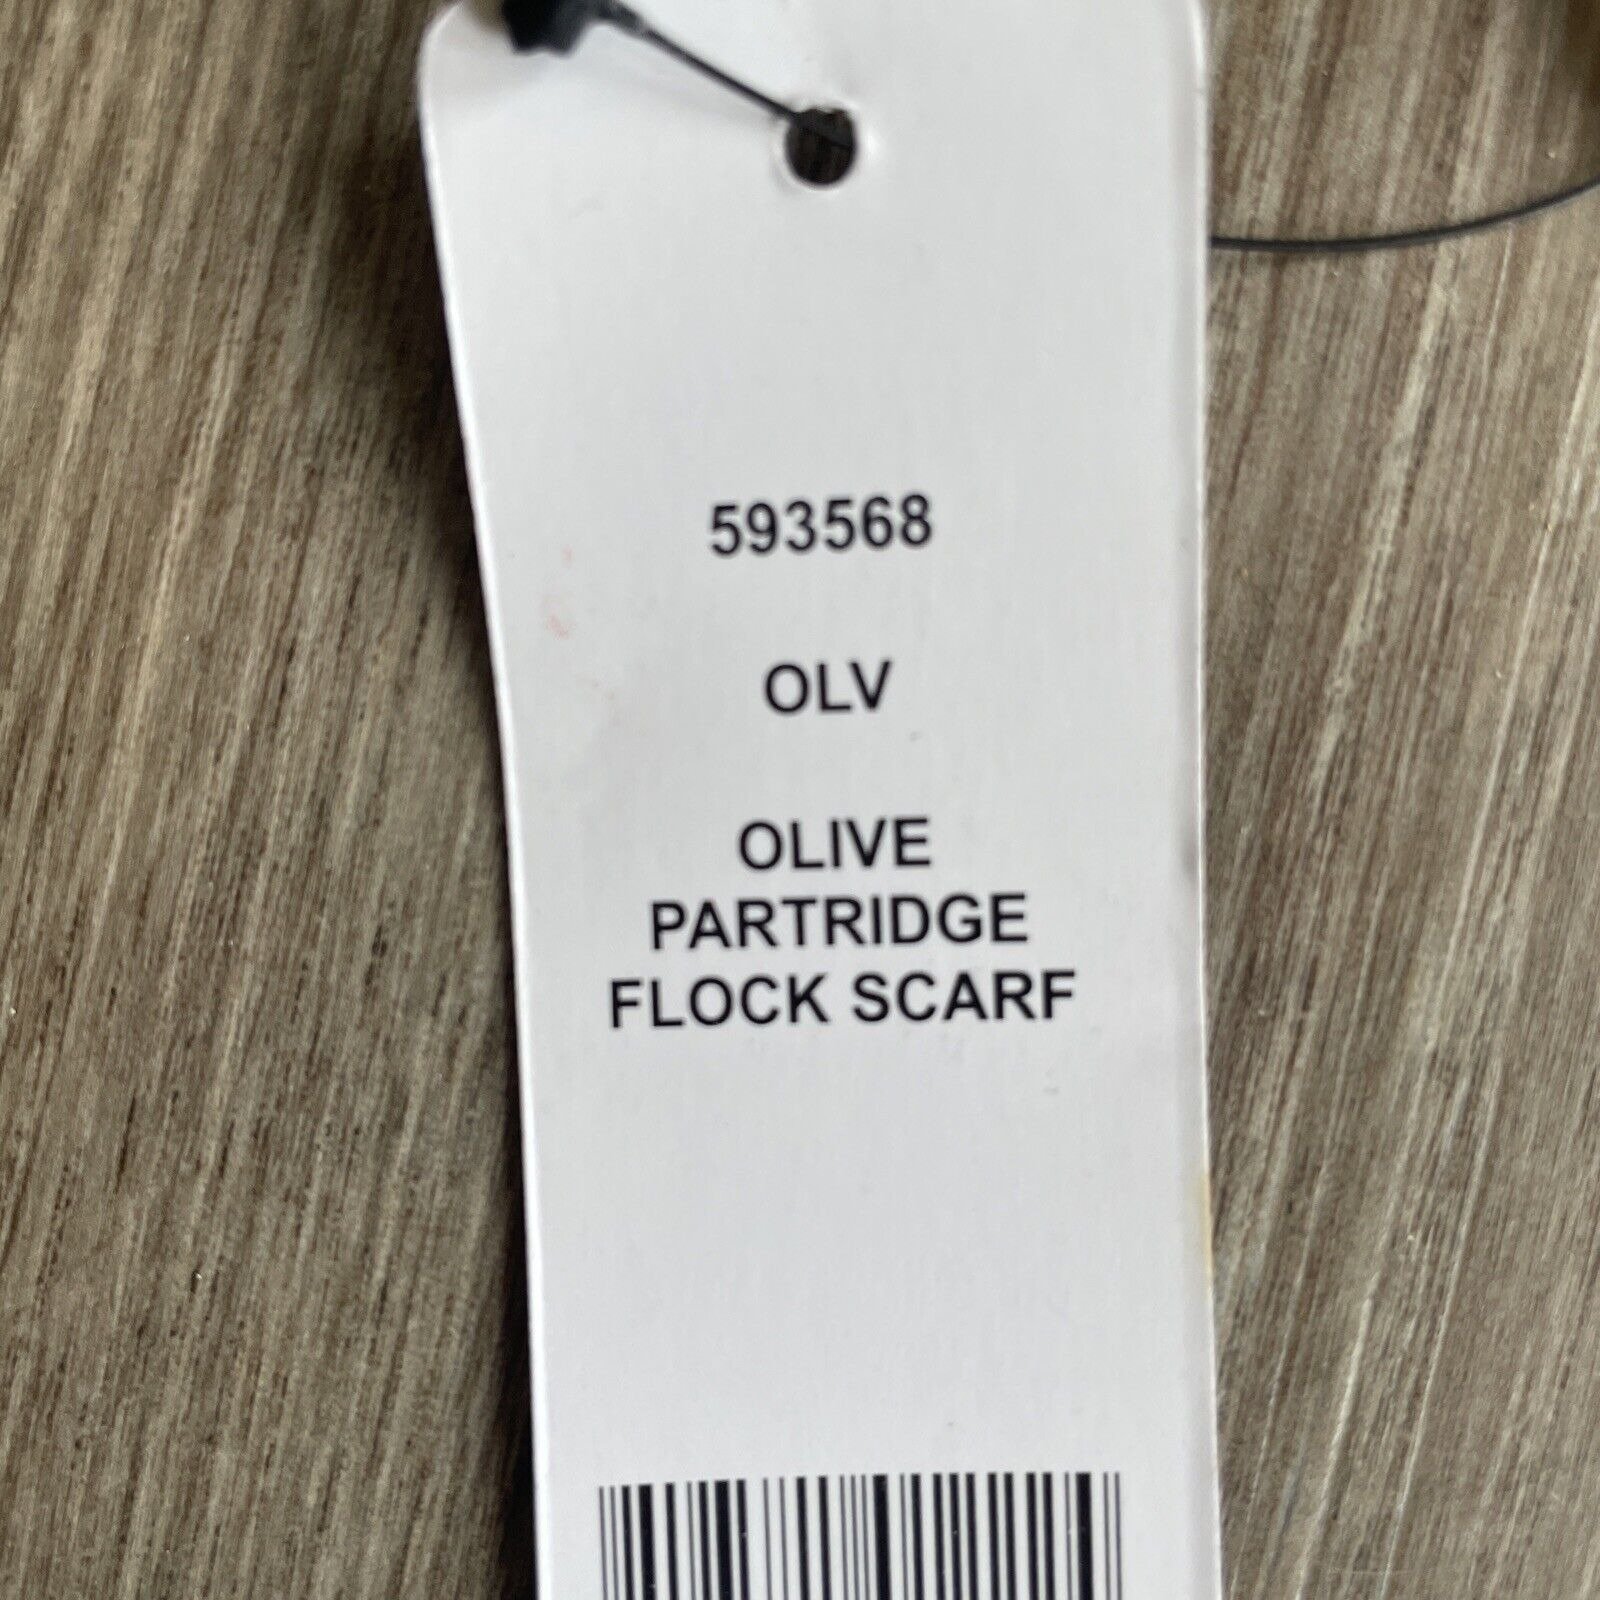 593568
OLV
OLIVE
PARTRIDGE
FLOCK SCARF